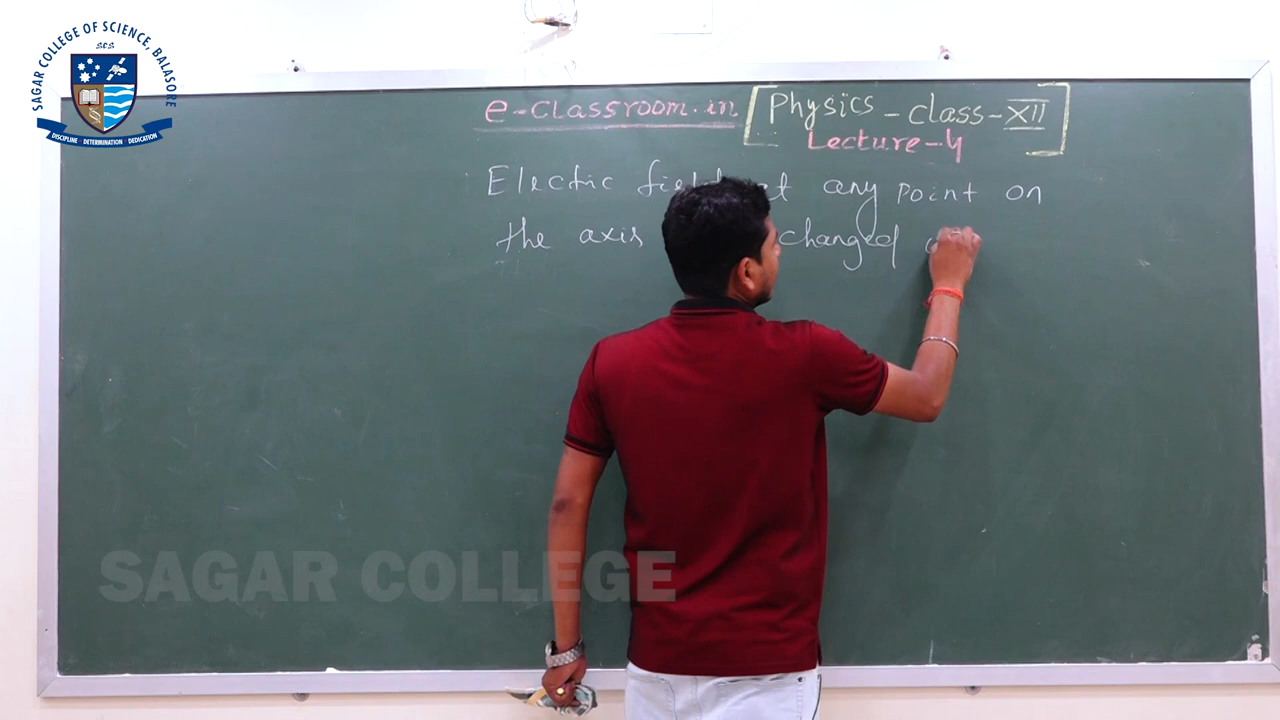 SAGAR COLLEGE OF SCIENCE, BALASORE
SCS
DISCIPLINE DETERMINATION DEDICATION
e-classroom.in
Physics - class - XII
Lecture-4
Electric field at any point on
the axis changed
SAGAR COLLEGE